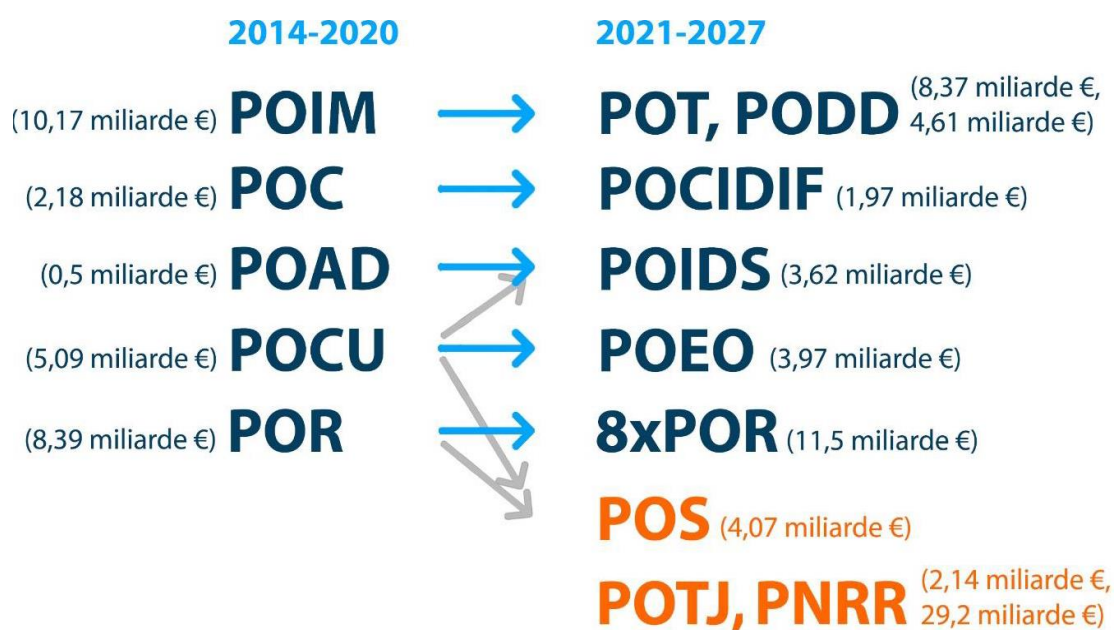 2014-2020 2021-2027
(10,17 miliarde €) POIM POT, PODD (8,37 miliarde €,
4,61 miliarde €)
(2,18 miliarde €) POC POCIDIF (1,97 miliarde €)
(0,5 miliarde €) POAD POIDS (3,62 miliarde €)
(5,09 miliarde €) POCU POEO (3,97 miliarde €)
(8,39 miliarde €) POR 8xPOR (11,5 miliarde €)
POS (4,07 miliarde €)
POTJ, PNRR (2,14 miliarde €,
29,2 miliarde €)